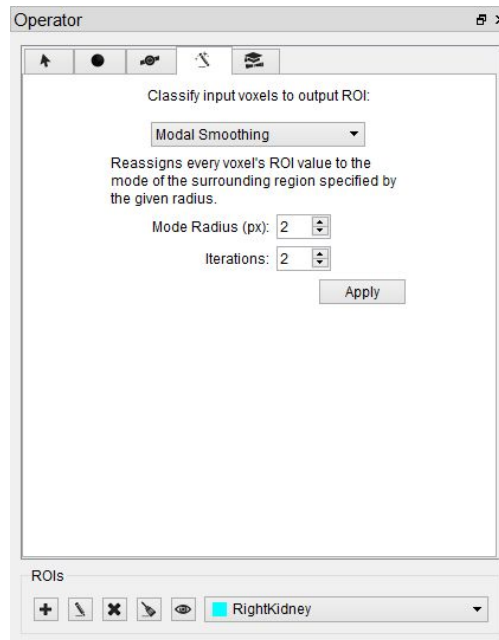 Operator
Classify input voxels to output ROI:
Modal Smoothing
Reassigns every voxel's ROI value to the
mode of the surrounding region specified by
the given radius.
Mode Radius (px): 2
Iterations: 2
Apply
ROIs
RightKidney